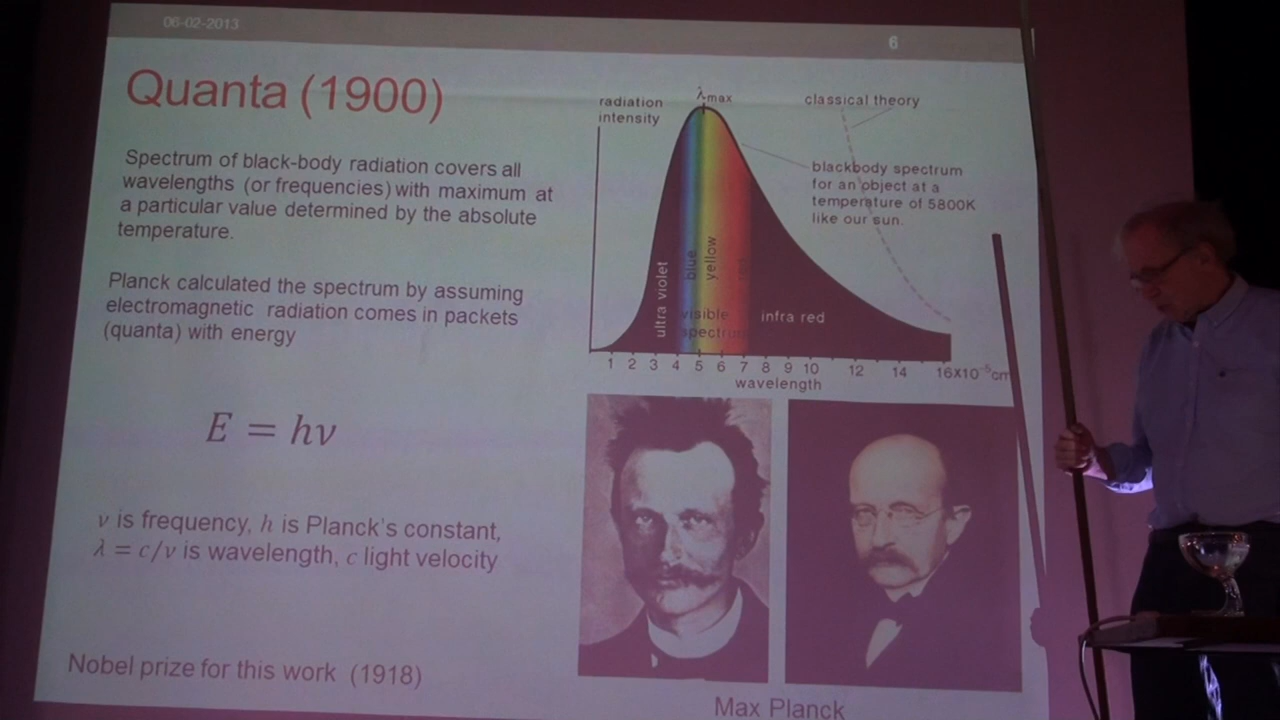 06-02-2013
6
Quanta (1900)
Spectrum of black-body radiation covers all
wavelengths (or frequencies) with maximum at
a particular value determined by the absolute
temperature.
Planck calculated the spectrum by assuming
electromagnetic radiation comes in packets
(quanta) with energy
E = hν
ν is frequency, h is Planck's constant,
λ = c/ν is wavelength, c light velocity
Nobel prize for this work (1918)
radiation
intensity
λmax
classical theory
blackbody spectrum
for an object at a
temperature of 5800K
like our sun.
ultra violet
blue
yellow
red
visible
spectrum
infra red
1 2 3 4 5 6 7 8 9 10 12 14 16X10⁻⁵cm
wavelength
Max Planck